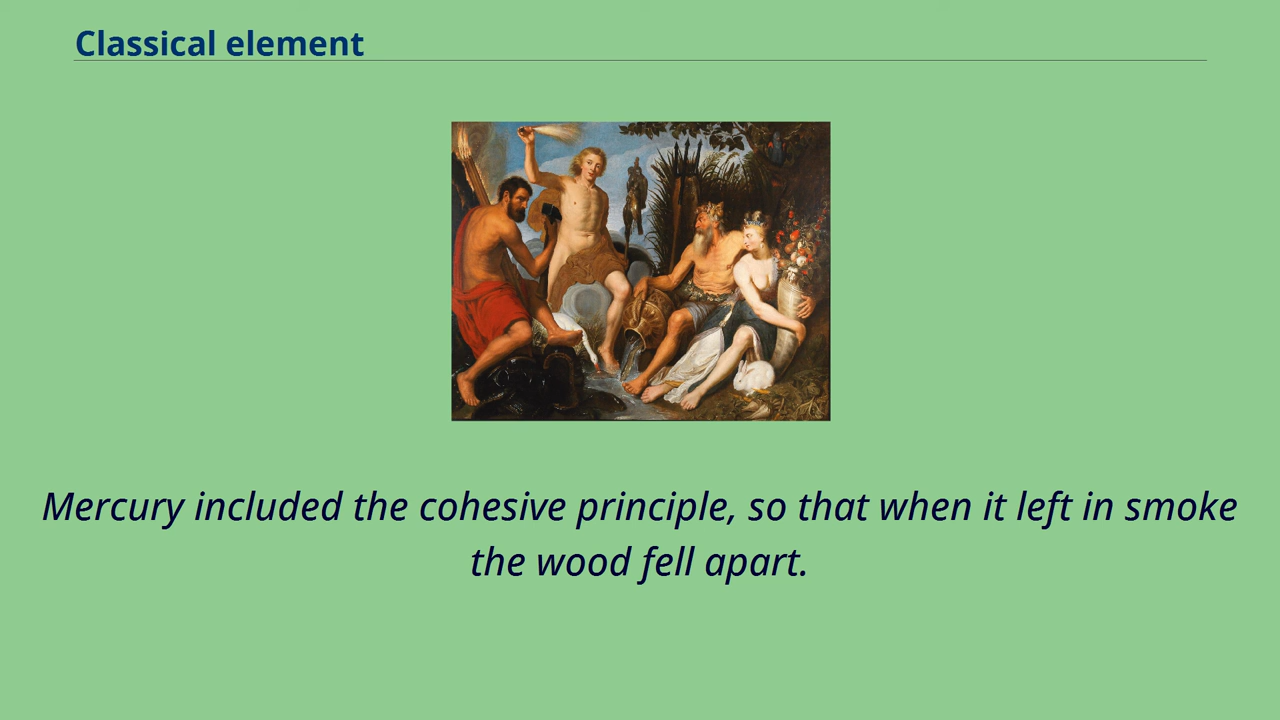 Classical element
Mercury included the cohesive principle, so that when it left in smoke
the wood fell apart.